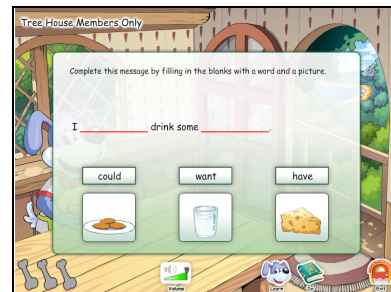 Tree House Members Only
Complete this message by filling in the blanks with a word and a picture.
I __________ drink some __________.
could want have
Volume
Learn
Exit